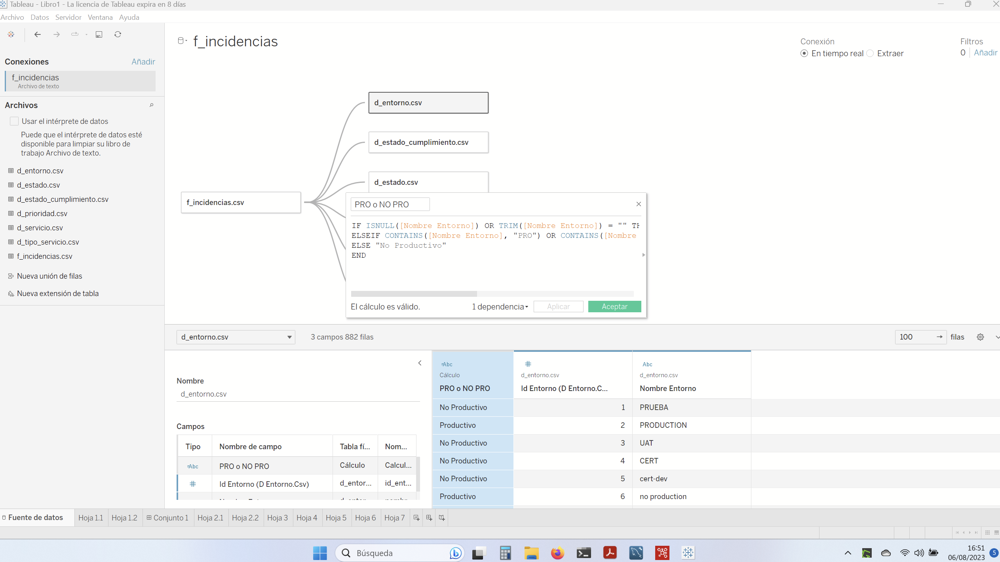 Tableau - Libro1 - La licencia de Tableau expira en 8 días
Archivo Datos Servidor Ventana Ayuda
f_incidencias
Conexión
En tiempo real Extraer
Filtros
0 Añadir
Conexiones Añadir
f_incidencias
Archivo de texto
Archivos
Usar el intérprete de datos
Puede que el intérprete de datos esté
disponible para limpiar su libro de
trabajo Archivo de texto.
d_entorno.csv
d_estado.csv
d_estado_cumplimiento.csv
d_prioridad.csv
d_servicio.csv
d_tipo_servicio.csv
f_incidencias.csv
Nueva unión de filas
Nueva extensión de tabla
d_entorno.csv
d_estado_cumplimiento.csv
d_estado.csv
f_incidencias.csv
PRO o NO PRO
IF ISNULL([Nombre Entorno]) OR TRIM([Nombre Entorno]) = "" TH
ELSEIF CONTAINS([Nombre Entorno], "PRO") OR CONTAINS([Nombre
ELSE "No Productivo"
END
El cálculo es válido. 1 dependencia Aplicar Aceptar
d_entorno.csv 3 campos 882 filas 100 filas
Nombre
d_entorno.csv
Campos
Tipo Nombre de campo Tabla fí... Nom...
Abc PRO o NO PRO Cálculo Calcul...
# Id Entorno (D Entorno.Csv) d_entor... id_ent...
=Abc # Abc
Cálculo d_entorno.csv d_entorno.csv
PRO o NO PRO Id Entorno (D Entorno.C... Nombre Entorno
No Productivo 1 PRUEBA
Productivo 2 PRODUCTION
No Productivo 3 UAT
No Productivo 4 CERT
No Productivo 5 cert-dev
Productivo 6 no production
Fuente de datos Hoja 1.1 Hoja 1.2 Conjunto 1 Hoja 2.1 Hoja 2.2 Hoja 3 Hoja 4 Hoja 5 Hoja 6 Hoja 7
Búsqueda
16:51
06/08/2023 5